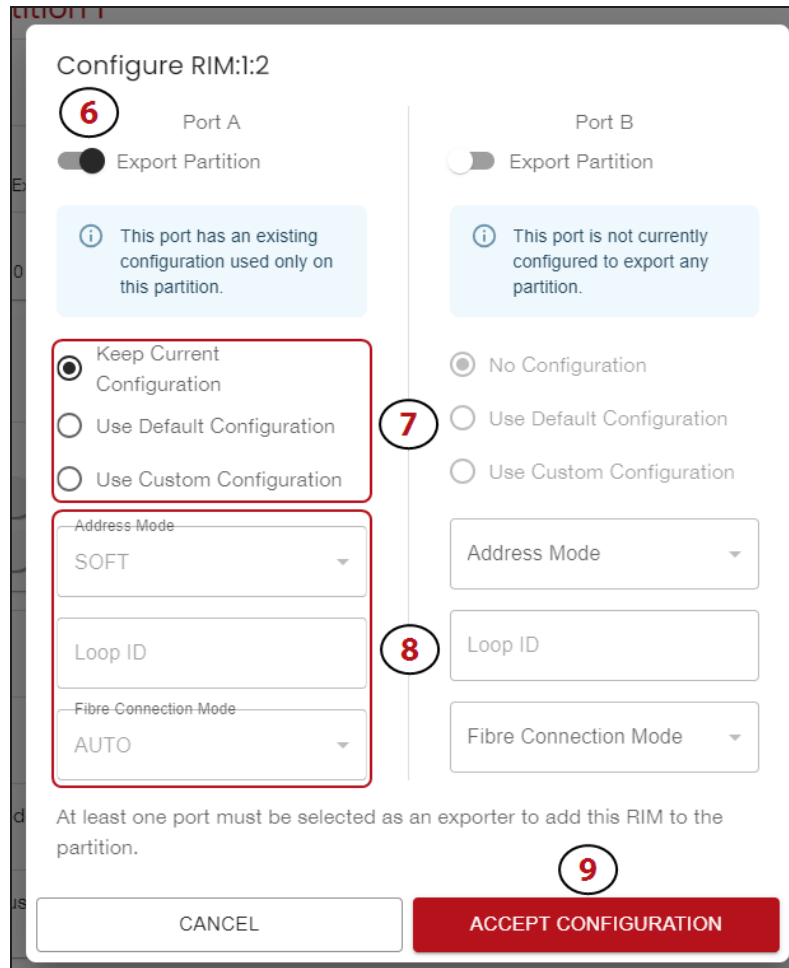 Configure RIM:1:2
6
Port A
Export Partition
This port has an existing
configuration used only on
this partition.
Keep Current
Configuration
Use Default Configuration
Use Custom Configuration
7
Address Mode
SOFT
Loop ID
8
Fibre Connection Mode
AUTO
Port B
Export Partition
This port is not currently
configured to export any
partition.
No Configuration
Use Default Configuration
Use Custom Configuration
Address Mode
Loop ID
Fibre Connection Mode
At least one port must be selected as an exporter to add this RIM to the
partition.
9
CANCEL
ACCEPT CONFIGURATION